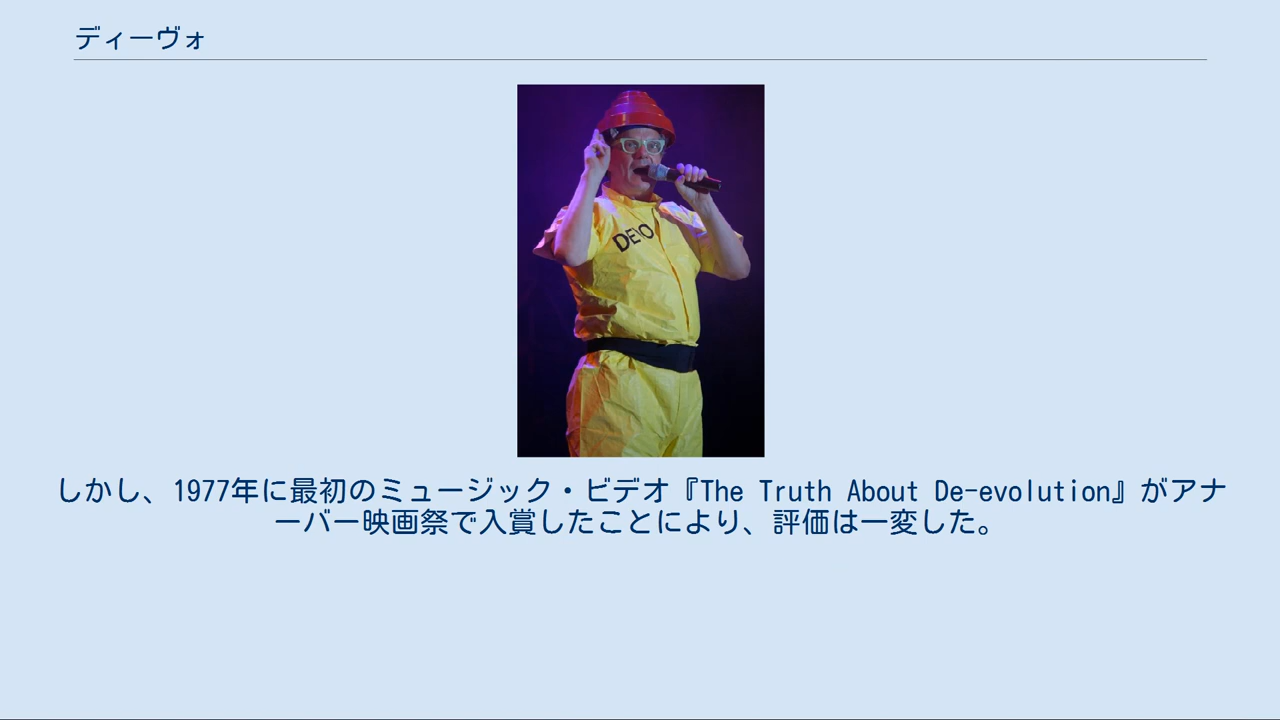 ディーヴォ
DEVO
しかし、1977年に最初のミュージック・ビデオ『The Truth About De-evolution』がアナ
ーバー映画祭で入賞したことにより、評価は一変した。